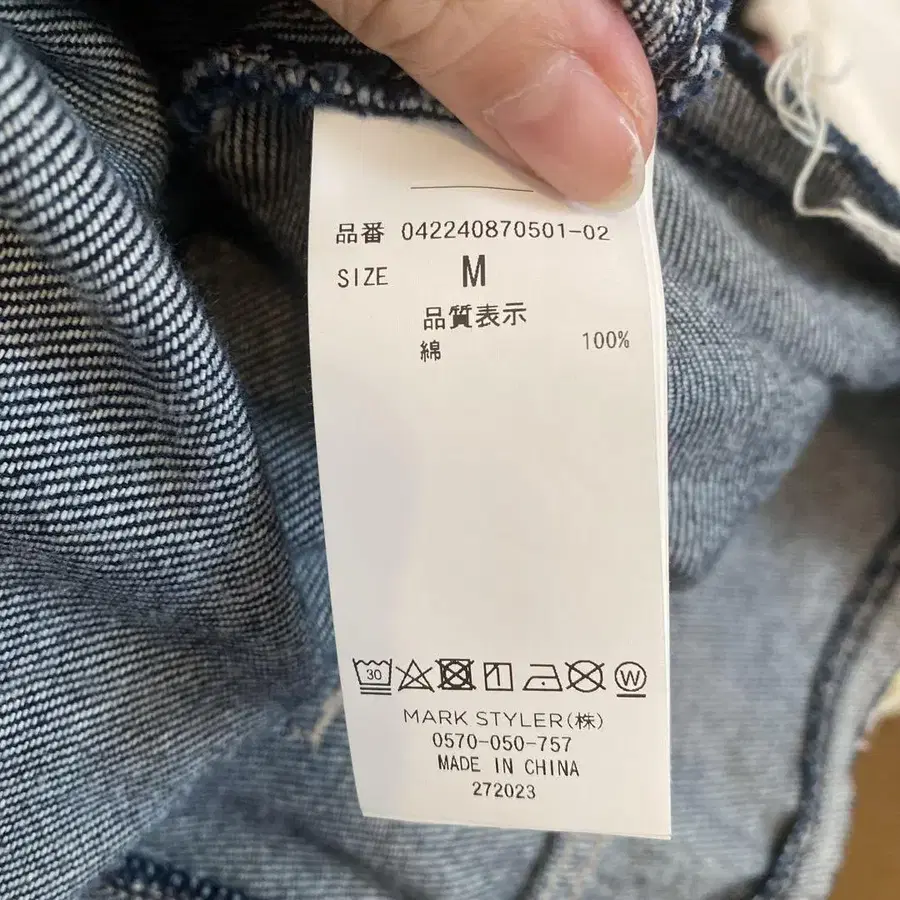 品番 042240870501-02
SIZE M
品質表示
綿 100%
30 W
MARK STYLER(株)
0570-050-757
MADE IN CHINA
272023